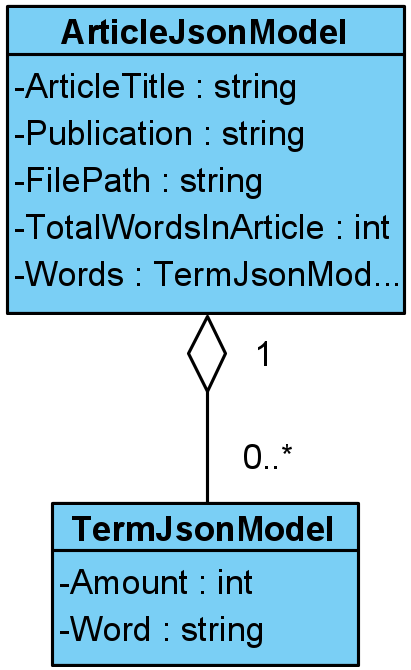 ArticleJsonModel
-ArticleTitle : string
-Publication : string
-FilePath : string
-TotalWordsInArticle : int
-Words : TermJsonMod...
1
0..*
TermJsonModel
-Amount : int
-Word : string